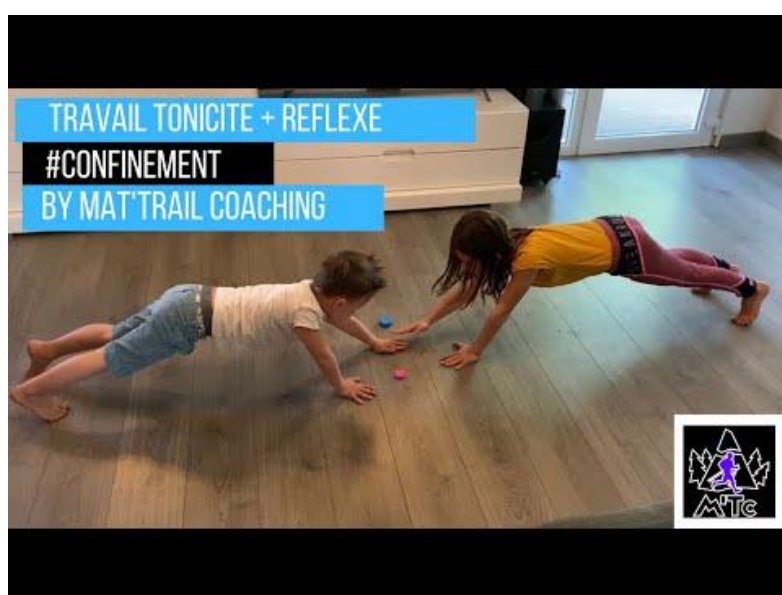 TRAVAIL TONICITE + REFLEXE
#CONFINEMENT
BY MAT'TRAIL COACHING
M'TC